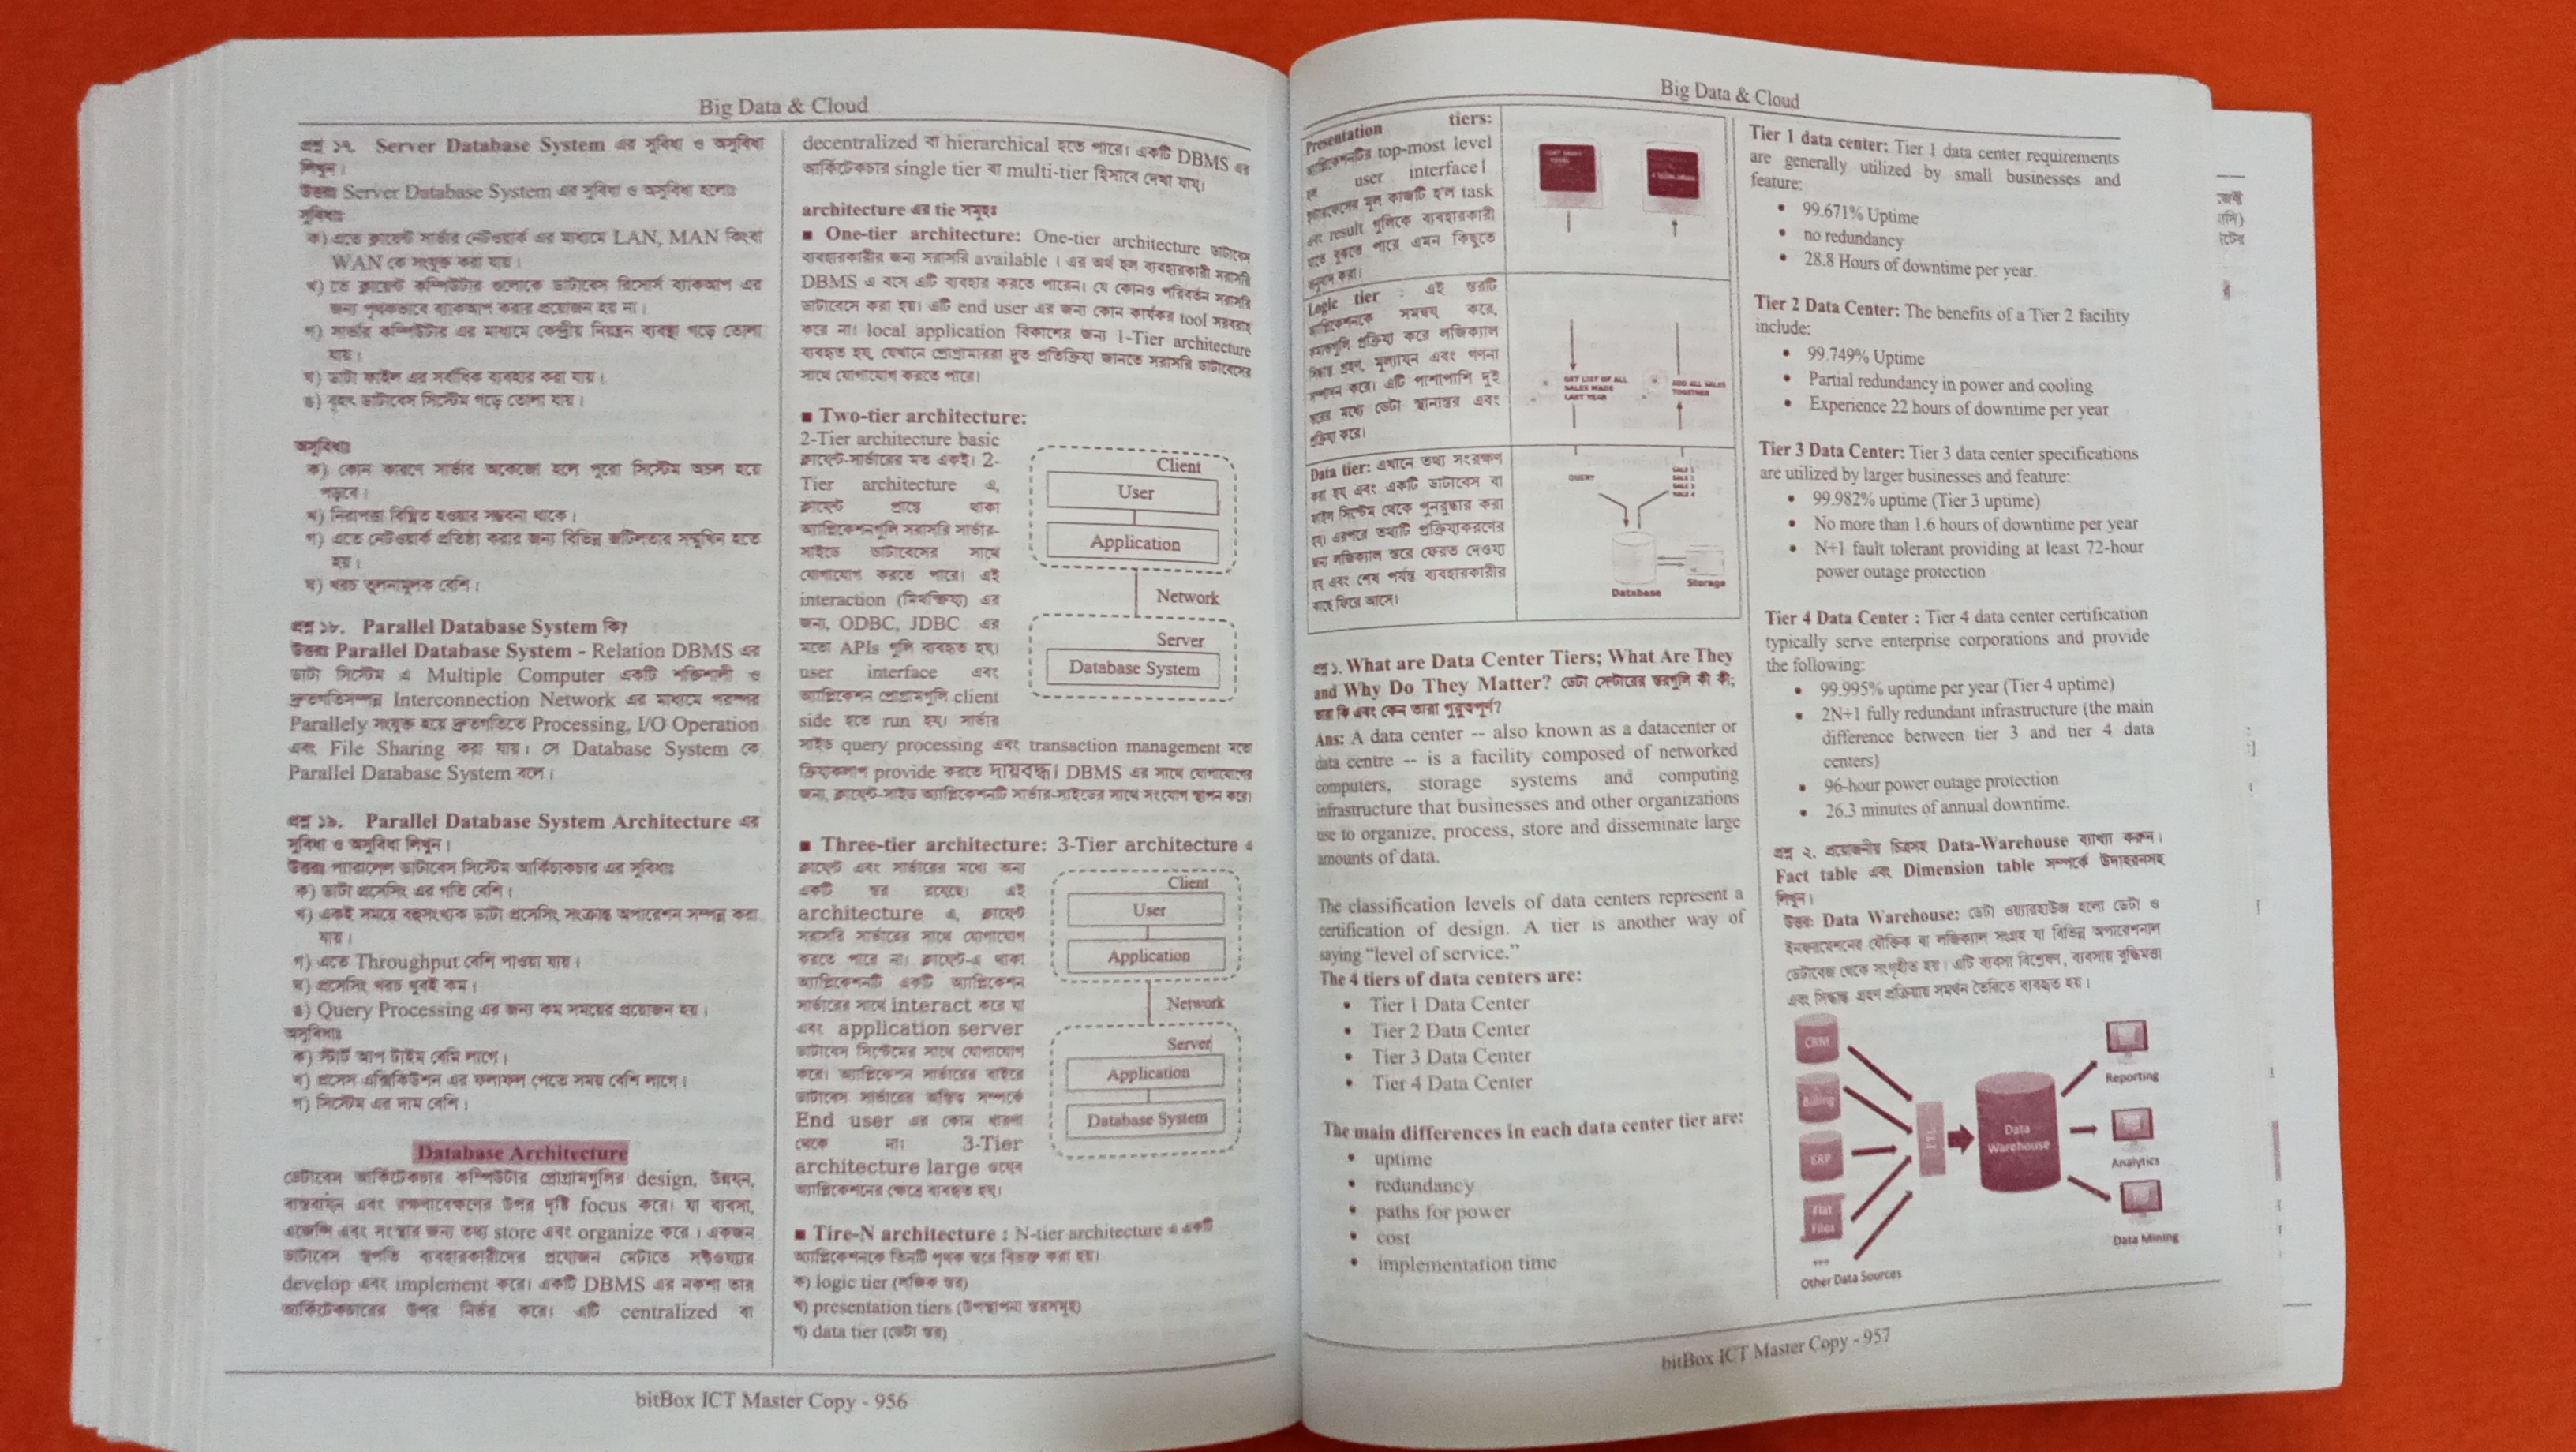 Big Data & Cloud
প্রশ্ন ১৭. Server Database System এর সুবিধা ও অসুবিধা
লিখুন।
উত্তরঃ Server Database System এর সুবিধা ও অসুবিধা হলোঃ
সুবিধাঃ
ক) এতে ক্লায়েন্ট সার্ভার নেটওয়ার্ক এর মাধ্যমে LAN, MAN কিংবা
WAN কে সংযুক্ত করা যায়।
খ) তে ক্লায়েন্ট কম্পিউটার গুলোকে ডাটাবেস রিসোর্স ব্যাকআপ এর
জন্য পৃথকভাবে ব্যাকআপ করার প্রয়োজন হয় না।
গ) সার্ভার কম্পিউটার এর মাধ্যমে কেন্দ্রীয় নিয়ন্ত্রন ব্যবস্থা গড়ে তোলা
যায়।
ঘ) ডাটা ফাইল এর সর্বাধিক ব্যবহার করা যায়।
ঙ) বৃহৎ ডাটাবেস সিস্টেম গড়ে তোলা যায়।
অসুবিধাঃ
ক) কোন কারণে সার্ভার অকেজো হলে পুরো সিস্টেম অচল হয়ে
পড়বে।
খ) নিরাপত্তা বিঘ্নিত হওয়ার সম্ভবনা থাকে।
গ) এতে নেটওয়ার্ক প্রতিষ্ঠা করার জন্য বিভিন্ন জটিলতার সম্মুখিন হতে
হয়।
ঘ) খরচ তুলনামূলক বেশি।
প্রশ্ন ১৮. Parallel Database System কি?
উত্তরঃ Parallel Database System - Relation DBMS এর
ডাটা সিস্টেম এ Multiple Computer একটি শক্তিশালী ও
দ্রুতগতিসম্পন্ন Interconnection Network এর মাধ্যমে পরস্পর
Parallely সংযুক্ত হয়ে দ্রুতগতিতে Processing, I/O Operation
এবং File Sharing করা যায়। সে Database System কে
Parallel Database System বলে।
প্রশ্ন ১৯. Parallel Database System Architecture এর
সুবিধা ও অসুবিধা লিখুন।
উত্তরঃ প্যারালেল ডাটাবেস সিস্টেম আর্কিচাকচার এর সুবিধাঃ
ক) ডাটা প্রসেসিং এর গতি বেশি।
খ) একই সময়ে বহুসংখ্যক ডাটা প্রসেসিং সংক্রান্ত অপারেশন সম্পন্ন করা
যায়।
গ) এতে Throughput বেশি পাওয়া যায়।
ঘ) প্রসেসিং খরচ খুবই কম।
ঙ) Query Processing এর জন্য কম সময়ের প্রয়োজন হয়।
অসুবিধাঃ
ক) স্টার্ট আপ টাইম বেমি লাগে।
খ) প্রসেস এক্সিকিউশন এর ফলাফল পেতে সময় বেশি লাগে।
গ) সিস্টেম এর দাম বেশি।
Database Architecture
ডেটাবেস আর্কিটেকচার কম্পিউটার প্রোগ্রামগুলির design, উন্নয়ন,
বাস্তবায়ন এবং রক্ষণাবেক্ষণের উপর দৃষ্টি focus করে। যা ব্যবসা,
এজেন্সি এবং সংস্থার জন্য তথ্য store এবং organize করে। একজন
ডাটাবেস স্থপতি ব্যবহারকারীদের প্রয়োজন মেটাতে সফ্টওয়্যার
develop এবং implement করে। একটি DBMS এর নকশা তার
আর্কিটেকচারের উপর নির্ভর করে। এটি centralized বা
decentralized বা hierarchical হতে পারে। একটি DBMS এর
আর্কিটেকচার single tier বা multi-tier হিসাবে দেখা যায়।
architecture এর tie সমূহঃ
■ One-tier architecture: One-tier architecture ডাটাবেস
ব্যবহারকারীর জন্য সরাসরি available । এর অর্থ হল ব্যবহারকারী সরাসরি
DBMS এ বসে এটি ব্যবহার করতে পারেন। যে কোনও পরিবর্তন সরাসরি
ডাটাবেসে করা হয়। এটি end user এর জন্য কোন কার্যকর tool সরবরাহ
করে না। local application বিকাশের জন্য 1-Tier architecture
ব্যবহৃত হয়, যেখানে প্রোগ্রামাররা দ্রুত প্রতিক্রিয়া জানতে সরাসরি ডাটাবেসের
সাথে যোগাযোগ করতে পারে।
■ Two-tier architecture:
2-Tier architecture basic
ক্লায়েন্ট-সার্ভারের মত একই। 2-
Tier architecture এ,
ক্লায়েন্ট প্রান্তে থাকা
অ্যাপ্লিকেশনগুলি সরাসরি সার্ভার-
সাইডে ডাটাবেসের সাথে
যোগাযোগ করতে পারে। এই
interaction (মিথস্ক্রিয়া) এর
জন্য, ODBC, JDBC এর
মতো APIs গুলি ব্যবহৃত হয়।
user interface এবং
অ্যাপ্লিকেশন প্রোগ্রামগুলি client
side হতে run হয়। সার্ভার
সাইড query processing এবং transaction management মতো
ক্রিয়াকলাপ provide করতে দায়বদ্ধ। DBMS এর সাথে যোগাযোগের
জন্য, ক্লায়েন্ট-সাইড অ্যাপ্লিকেশনটি সার্ভার-সাইডের সাথে সংযোগ স্থাপন করে।
Client
User
Application
Network
Server
Database System
■ Three-tier architecture: 3-Tier architecture এ
ক্লায়েন্ট এবং সার্ভারের মধ্যে অন্য
একটি স্তর রয়েছে। এই
architecture এ, ক্লায়েন্ট
সরাসরি সার্ভারের সাথে যোগাযোগ
করতে পারে না। ক্লায়েন্ট-এ থাকা
অ্যাপ্লিকেশনটি একটি অ্যাপ্লিকেশন
সার্ভারের সাথে interact করে যা
এবং application server
ডাটাবেস সিস্টেমের সাথে যোগাযোগ
করে। অ্যাপ্লিকেশন সার্ভারের বাইরে
ডাটাবেস সার্ভারের অস্তিত্ব সম্পর্কে
End user এর কোন ধারণা
থেকে না। 3-Tier
architecture large ওয়েব
অ্যাপ্লিকেশনের ক্ষেত্রে ব্যবহৃত হয়।
Client
User
Application
Network
Server
Application
Database System
■ Tire-N architecture : N-tier architecture এ একটি
অ্যাপ্লিকেশনকে তিনটি পৃথক স্তরে বিভক্ত করা হয়।
ক) logic tier (লজিক স্তর)
খ) presentation tiers (উপস্থাপনা স্তরসমূহ)
গ) data tier (ডেটা স্তর)
bitBox ICT Master Copy - 956
Big Data & Cloud
Presentation tiers:
অ্যাপ্লিকেশনটির top-most level
হল user interface।
ইন্টারফেসের মূল কাজটি হ'ল task
এবং result গুলিকে ব্যবহারকারী
যাতে বুঝতে পারে এমন কিছুতে
অনুবাদ করা।
Logic tier : এই স্তরটি
অ্যাপ্লিকেশনকে সমন্বয় করে,
কমান্ডগুলি প্রক্রিয়া করে লজিক্যাল
সিদ্ধান্ত গ্রহণ, মূল্যায়ন এবং গণনা
সম্পাদন করে। এটি পাশাপাশি দুই
স্তরের মধ্যে ডেটা স্থানান্তর এবং
প্রক্রিয়া করে।
GET LIST OF ALL
SALES MADE
LAST YEAR
ADD ALL SALES
TOGETHER
Data tier: এখানে তথ্য সংরক্ষণ
করা হয় এবং একটি ডাটাবেস বা
ফাইল সিস্টেম থেকে পুনরুদ্ধার করা
হয়। এরপরে তথ্যটি প্রক্রিয়াকরণের
জন্য লজিক্যাল স্তরে ফেরত দেওয়া
হয় এবং শেষ পর্যন্ত ব্যবহারকারীর
কাছে ফিরে আসে।
QUERY
SALE 1
SALE 2
SALE 3
SALE 4
Database
Storage
প্রশ্ন ১. What are Data Center Tiers; What Are They
and Why Do They Matter? ডেটা সেন্টারের স্তরগুলি কী কী;
তারা কি এবং কেন তারা গুরুত্বপূর্ণ?
Ans: A data center -- also known as a datacenter or
data centre -- is a facility composed of networked
computers, storage systems and computing
infrastructure that businesses and other organizations
use to organize, process, store and disseminate large
amounts of data.
The classification levels of data centers represent a
certification of design. A tier is another way of
saying “level of service.”
The 4 tiers of data centers are:
• Tier 1 Data Center
• Tier 2 Data Center
• Tier 3 Data Center
• Tier 4 Data Center
The main differences in each data center tier are:
• uptime
• redundancy
• paths for power
• cost
• implementation time
Tier 1 data center: Tier 1 data center requirements
are generally utilized by small businesses and
feature:
• 99.671% Uptime
• no redundancy
• 28.8 Hours of downtime per year.
Tier 2 Data Center: The benefits of a Tier 2 facility
include:
• 99.749% Uptime
• Partial redundancy in power and cooling
• Experience 22 hours of downtime per year
Tier 3 Data Center: Tier 3 data center specifications
are utilized by larger businesses and feature:
• 99.982% uptime (Tier 3 uptime)
• No more than 1.6 hours of downtime per year
• N+1 fault tolerant providing at least 72-hour
power outage protection
Tier 4 Data Center : Tier 4 data center certification
typically serve enterprise corporations and provide
the following:
• 99.995% uptime per year (Tier 4 uptime)
• 2N+1 fully redundant infrastructure (the main
difference between tier 3 and tier 4 data
centers)
• 96-hour power outage protection
• 26.3 minutes of annual downtime.
প্রশ্ন ২. প্রয়োজনীয় চিত্রসহ Data-Warehouse ব্যাখ্যা করুন।
Fact table এবং Dimension table সম্পর্কে উদাহরনসহ
লিখুন।
উত্তর: Data Warehouse: ডেটা ওয়্যারহাউজ হলো ডেটা ও
ইনফরমেশনের যৌক্তিক বা লজিক্যাল সংগ্রহ যা বিভিন্ন অপারেশনাল
ডেটাবেজ থেকে সংগৃহীত হয়। এটি ব্যবসা বিশ্লেষণ, ব্যবসায় বুদ্ধিমত্তা
এবং সিদ্ধান্ত গ্রহণ প্রক্রিয়ায় সমর্থন তৈরিতে ব্যবহৃত হয়।
CRM
Billing
ERP
Flat
Files
Other Data Sources
ETL
Data
Warehouse
Reporting
Analytics
Data Mining
bitBox ICT Master Copy - 957